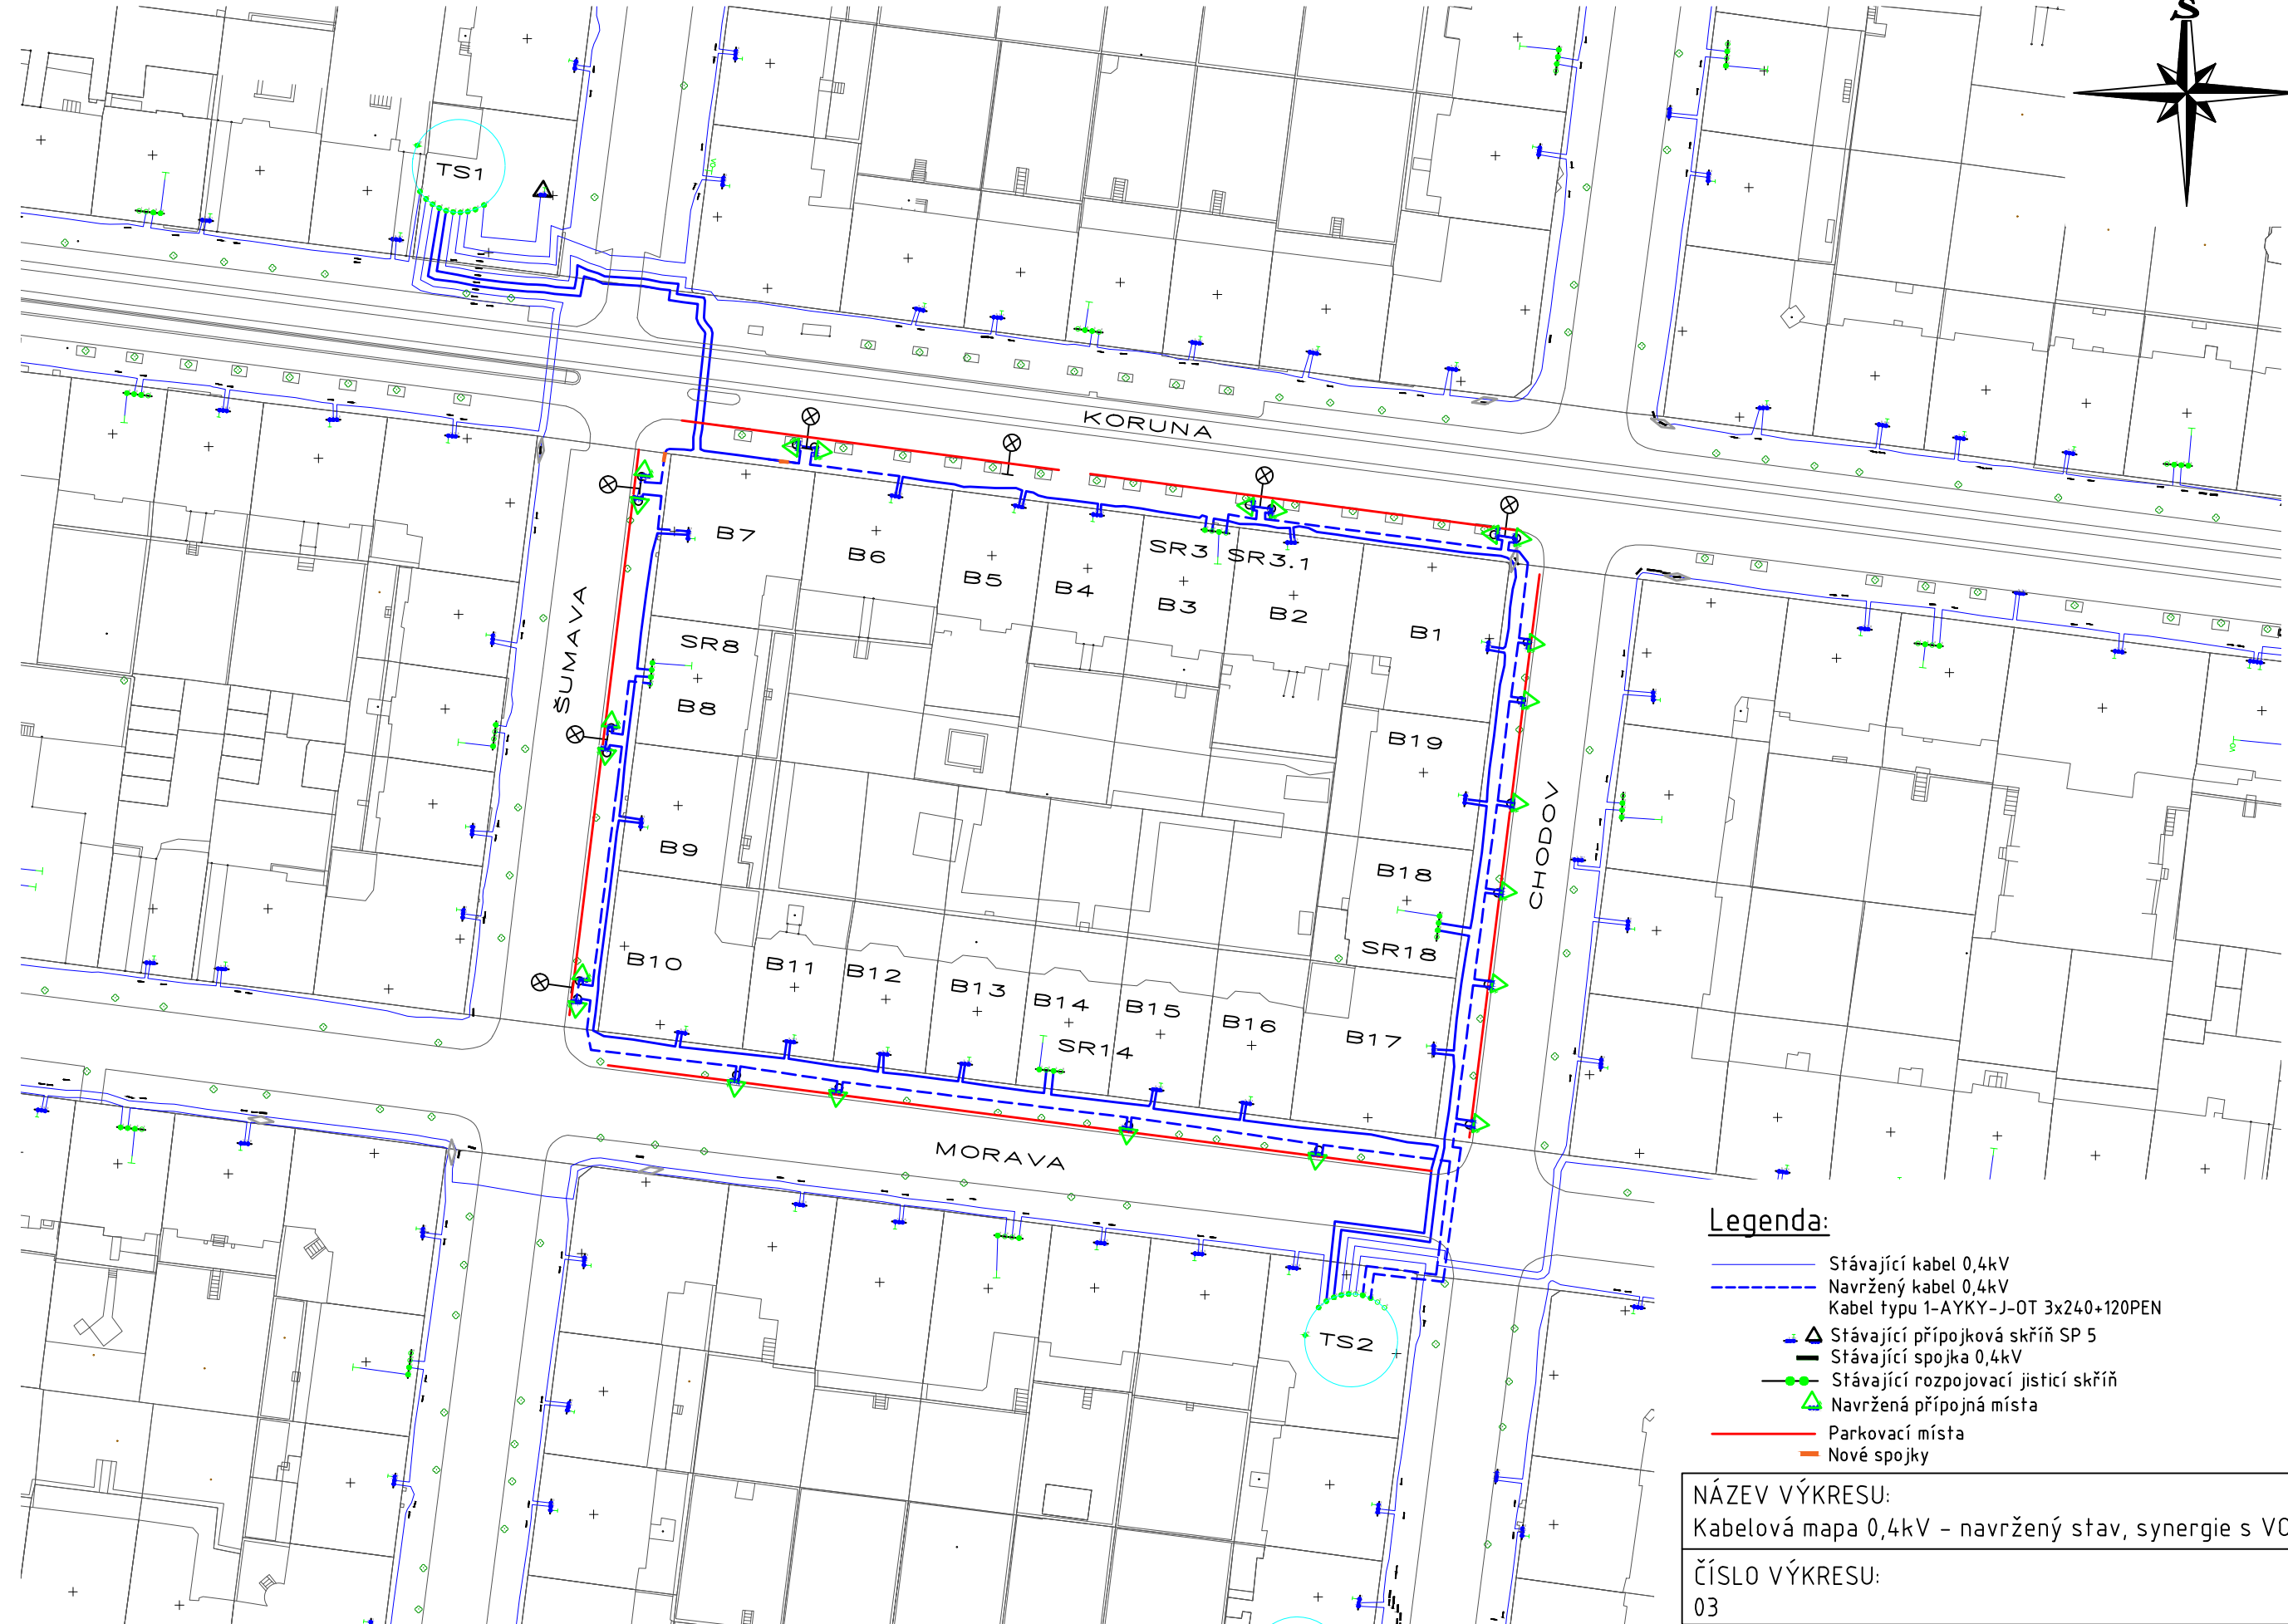 S
TS1
KORUNA
B7
B6
B5
B4
SR3 SR3.1
B3
B2
B1
ŠUMAVA
SR8
B8
B19
CHODOV
B9
B18
SR18
B10
B11
B12
B13
B14
B15
B16
B17
SR14
MORAVA
TS2
Legenda:
Stávající kabel 0,4kV
Navržený kabel 0,4kV
Kabel typu 1-AYKY-J-OT 3x240+120PEN
Stávající přípojková skříň SP 5
Stávající spojka 0,4kV
Stávající rozpojovací jisticí skříň
Navržená přípojná místa
Parkovací místa
Nové spojky
NÁZEV VÝKRESU:
Kabelová mapa 0,4kV - navržený stav, synergie s VO
ČÍSLO VÝKRESU:
03